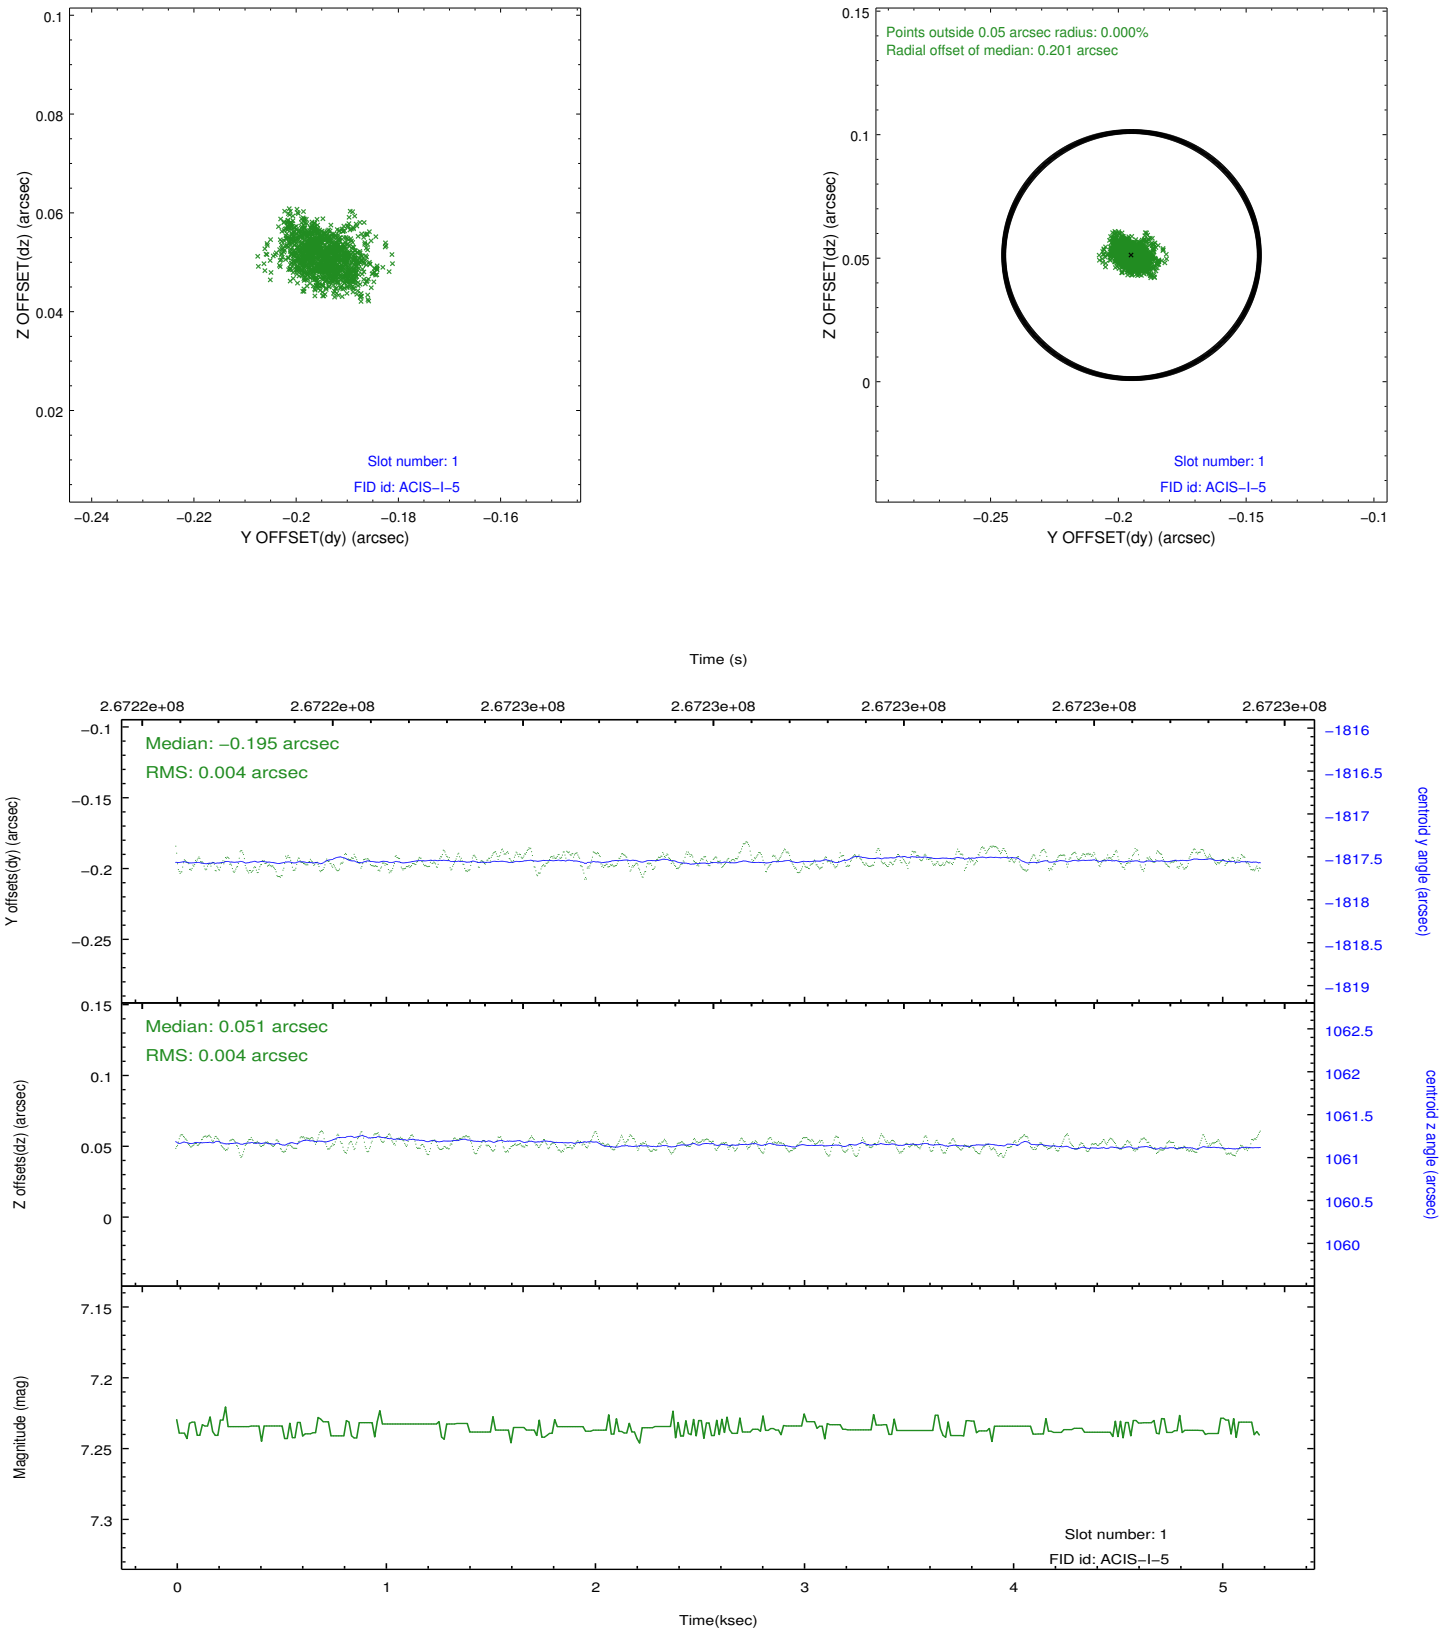 0.1
0.08
0.06
0.04
0.02
Z OFFSET(dz) (arcsec)
Slot number: 1
FID id: ACIS−I−5
−0.24 −0.22 −0.2 −0.18 −0.16
Y OFFSET(dy) (arcsec)
Points outside 0.05 arcsec radius: 0.000%
Radial offset of median: 0.201 arcsec
0.15
0.1
0.05
0
Z OFFSET(dz) (arcsec)
Slot number: 1
FID id: ACIS−I−5
−0.25 −0.2 −0.15 −0.1
Y OFFSET(dy) (arcsec)
Time (s)
2.6722e+08 2.6722e+08 2.6723e+08 2.6723e+08 2.6723e+08 2.6723e+08 2.6723e+08
Median: −0.195 arcsec
RMS: 0.004 arcsec
−0.1
−0.15
−0.2
−0.25
Y offsets(dy) (arcsec)
−1816
−1816.5
−1817
−1817.5
−1818
−1818.5
−1819
centroid y angle (arcsec)
Median: 0.051 arcsec
RMS: 0.004 arcsec
0.15
0.1
0.05
0
Z offsets(dz) (arcsec)
1062.5
1062
1061.5
1061
1060.5
1060
centroid z angle (arcsec)
7.15
7.2
7.25
7.3
Magnitude (mag)
Slot number: 1
FID id: ACIS−I−5
0 1 2 3 4 5
Time(ksec)